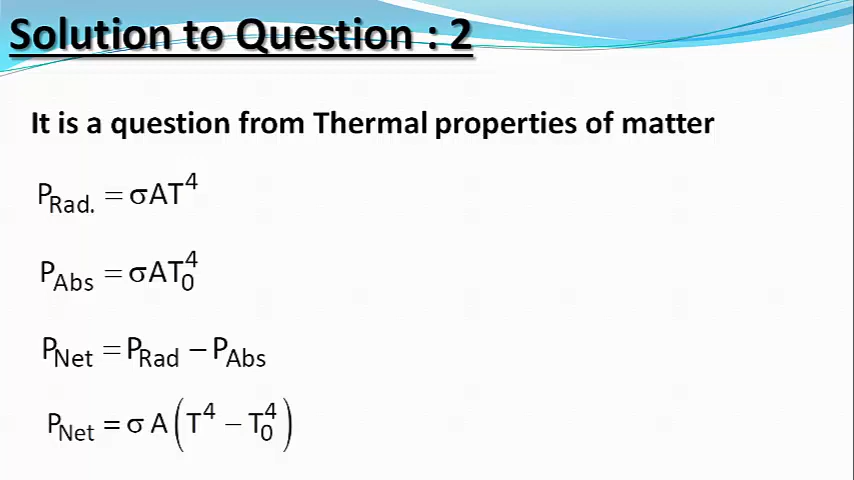 Solution to Question : 2
It is a question from Thermal properties of matter
P_Rad. = σAT^4
P_Abs = σAT_0^4
P_Net = P_Rad − P_Abs
P_Net = σ A (T^4 − T_0^4)